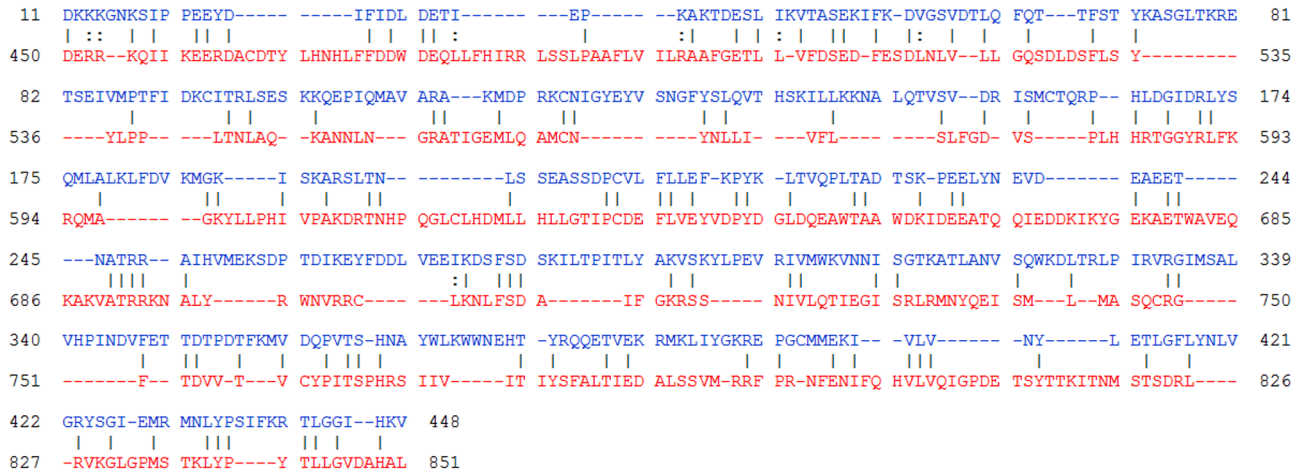 11 DKKKGNKSIP PEEYD----- -----IFIDL DETI------ ----EP---- --KAKTDESL IKVTASEKIFK-DVGSVDTLQ FQT--TFST YKASGLTKRE 81
| :: | | || | | | || : | :| : | | | | |: | | | | | |
450 DERR--KQII KEERDACDTY LHNHLFFDDW DEQLLFHIRR LSSLPAAFLV ILRAAFGETL L-VFDSED-FESDLNLV-LL GQSDLDSFLS Y--------- 535
82 TSEIVMPTFI DKCITRLSES KKQEPIQMAV ARA---KMDP RKCNIGYEYV SNGFYSLQVT HSKILLKKNA LQTVSV--DR ISMCTQRP-- HLDGIDRLYS 174
| | | | || | || | | | | | | | | | | ||
536 ----YLPP-- ---LTNLAQ- -KANNLN--- -GRATIGEML QAMCN----- ----YNLLI- ----VFL--- ----SLFGD- VS-----PLH HRTGGYRLFK 593
175 QMLALKLFDV KMGK-----I SKARSLTN-- -------LS SEASSDPCVL FLLEF-KPYK -LTVQPLTAD TSK-PEELYN EVD------- EAEET----- 244
| || | | || | || || | || | || | || | ||
594 RQMA------ --GKYLLPHI VPAKDRTNHP QGLCLHDMLL HLLGTIPCDE FLVEYVDPYD GLDQEAWTAA WDKIDEEATQ QIEDDKIKYG EKAETWAVEQ 685
245 ---NATRR-- AIHVMEKSDP TDIKEYFDDL VEEIKDSFSD SKILTPITLY AKVSKYLPEV RIVMWKVNNI SGTKATLANV SQWKDLTRLP IRVRGIMSAL 339
|||| | :| || | | || | | | | ||
686 KAKVATRRKN ALY------R WNVRRC---- ---LKNLFSD A------IF GKRSS----- NIVLQTIEGI SRLRMNYQEI SM---L--MA SQCRG----- 750
340 VHPINDVFET TDTPDTFKMV DQPVTS-HNA YWLKWWNEHT -YRQQETVEK RMKLIYGKRE PGCMMEKI-- -VLV------ --NY-----L ETLGFLYNLV 421
| || | | || | | | || | | | ||| | | |
751 -------F-- TDVV-T---V CYPITSPHRS IIV-----IT IYSFALTIED ALSSVM-RRF PR-NFENIFQ HVLVQIGPDE TSYTTKITNM STSDRL---- 826
422 GRYSGI-EMR MNLYPSIFKR TLGGI--HKV 448
| | | ||| || | |
827 -RVKGLGPMS TKLYP----Y TLLGVDAHAL 851